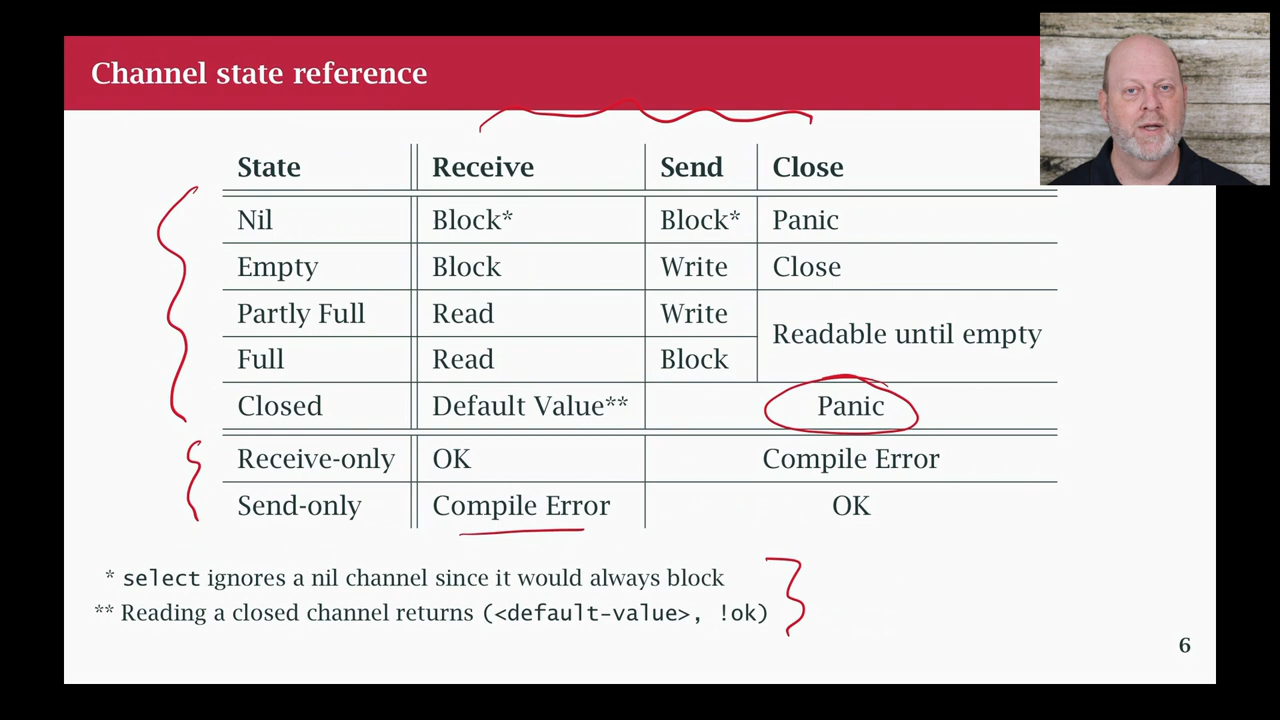 Channel state reference
State Receive Send Close
Nil Block* Block* Panic
Empty Block Write Close
Partly Full Read Write Readable until empty
Full Read Block
Closed Default Value** Panic
Receive-only OK Compile Error
Send-only Compile Error OK
* select ignores a nil channel since it would always block
** Reading a closed channel returns (<default-value>, !ok)
6